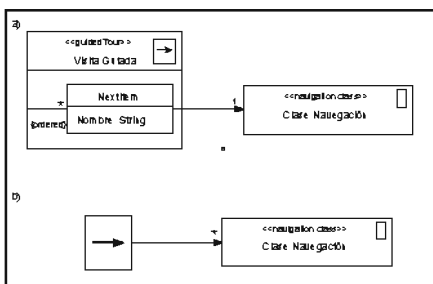 a)
<<guidedTour>>
Visita Guiada
*
NextItem
1
<<navigation class>>
Clase Navegación
{ordered}
Nombre String
b)
*
<<navigation class>>
Clase Navegación